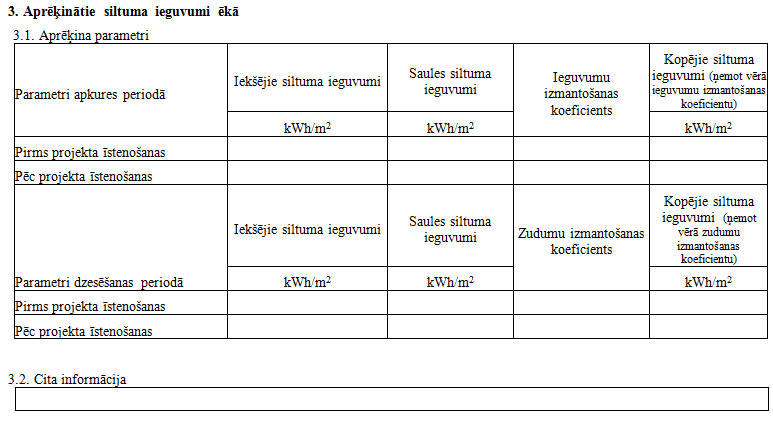 3. Aprēķinātie siltuma ieguvumi ēkā
3.1. Aprēķina parametri
Parametri apkures periodā
Iekšējie siltuma ieguvumi
Saules siltuma
ieguvumi
Ieguvumu
izmantošanas
koeficients
Kopējie siltuma
ieguvumi (ņemot vērā
ieguvumu izmantošanas
koeficientu)
kWh/m2
kWh/m2
kWh/m2
Pirms projekta īstenošanas
Pēc projekta īstenošanas
Parametri dzesēšanas periodā
Iekšējie siltuma ieguvumi
Saules siltuma
ieguvumi
Zudumu izmantošanas
koeficients
Kopējie siltuma
ieguvumi (ņemot
vērā zudumu
izmantošanas
koeficientu)
kWh/m2
kWh/m2
kWh/m2
Pirms projekta īstenošanas
Pēc projekta īstenošanas
3.2. Cita informācija